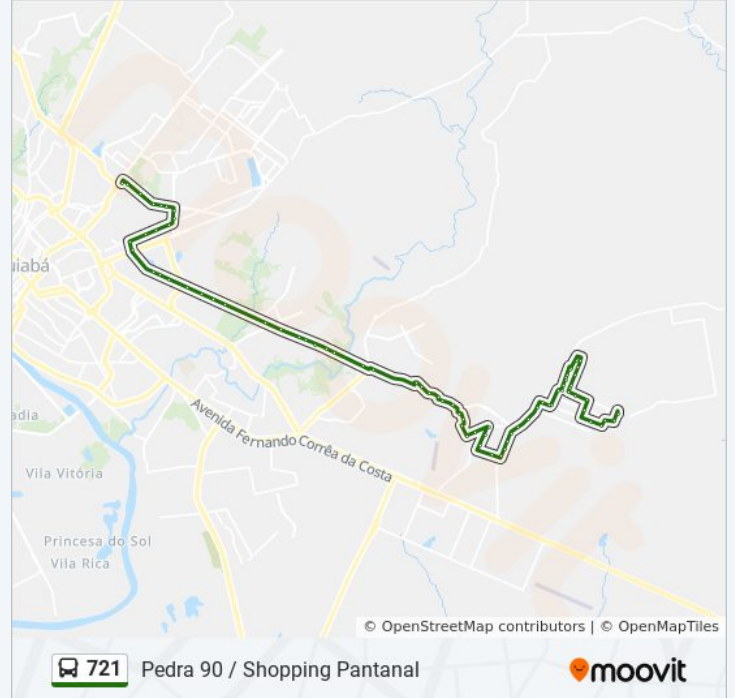 iabá
Avenida Fernando Corrêa da Costa
adia
Vila Vitória
Princesa do Sol
Vila Rica
© OpenStreetMap contributors | © OpenMapTiles
721 Pedra 90 / Shopping Pantanal
moovit